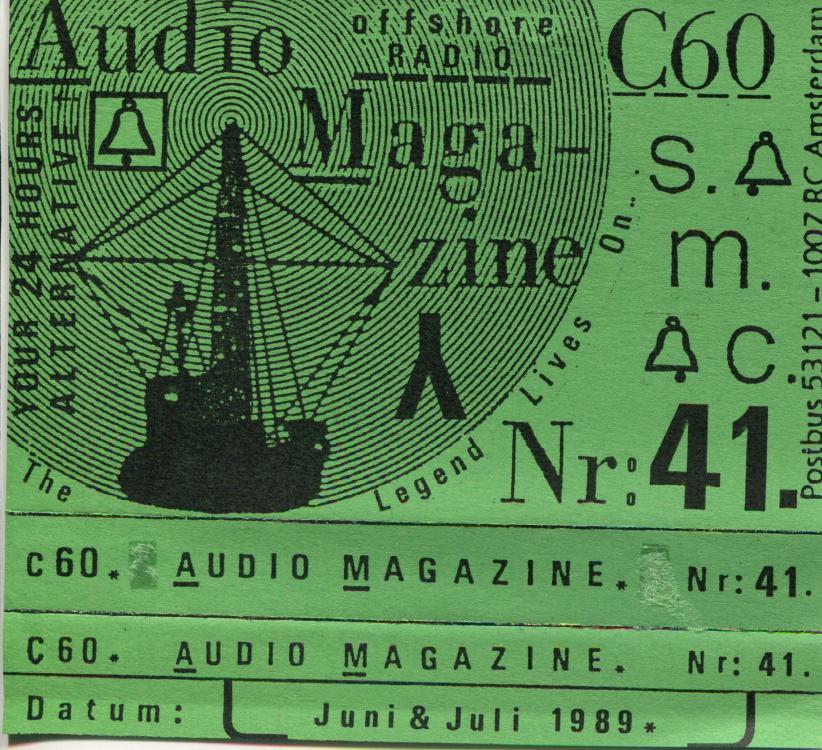 Audio
offshore
RADIO
Maga-
zine
YOUR 24 HOURS
ALTERNATIVE!
The Legend Lives On..
C60
S.
m.
C.
Nr: 41.
Postbus 53121 - 1007 RC Amsterdam
C60.* AUDIO MAGAZINE.* Nr: 41.
C60.* AUDIO MAGAZINE.* Nr: 41.
Datum: Juni & Juli 1989*